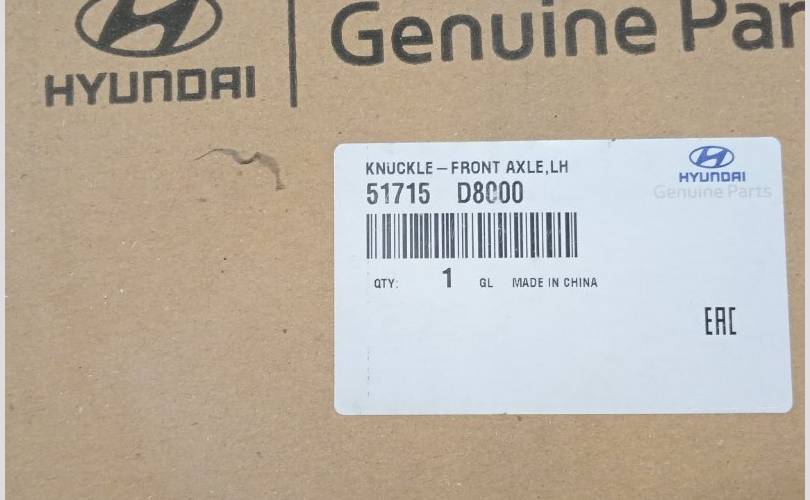 HYUNDAI
Genuine Par
KNUCKLE-FRONT AXLE,LH
HYUNDAI
Genuine Parts
51715 D8000
QTY: 1 GL MADE IN CHINA
EAC